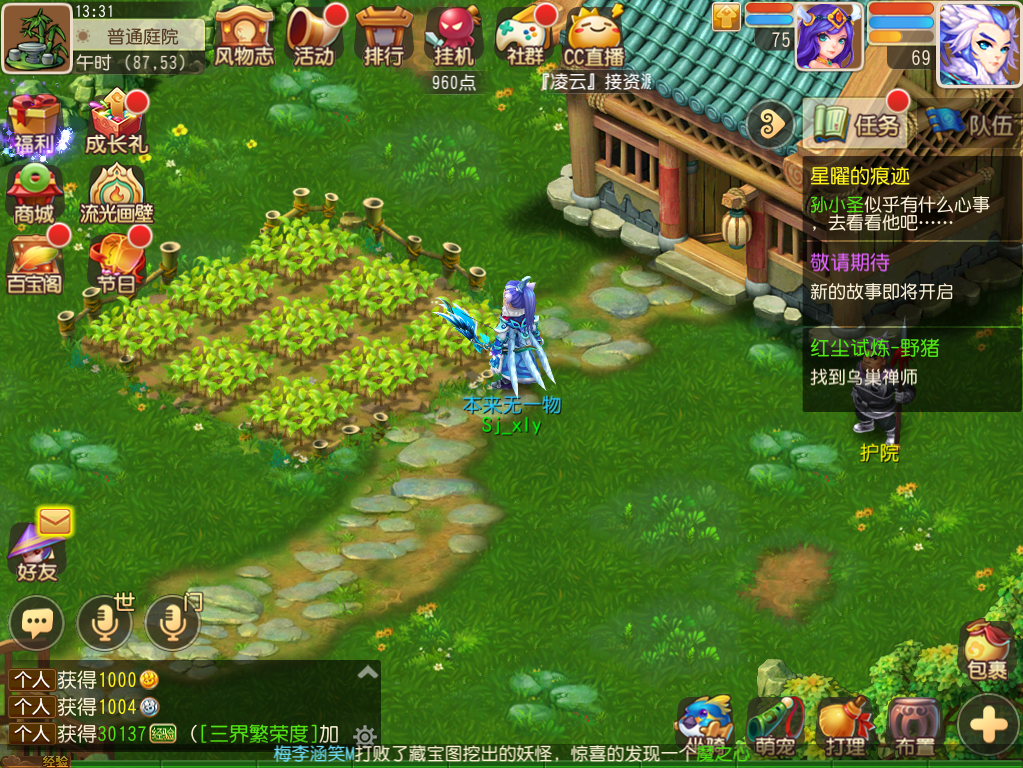 13:31
普通庭院
午时 (87,53)
风物志
活动
排行
挂机
960点
社群
CC直播
『凌云』接资源
75
69
福利
成长礼
商城
流光画壁
百宝阁
节日
任务
队伍
星曜的痕迹
孙小圣似乎有什么心事
，去看看他吧……
敬请期待
新的故事即将开启
红尘试炼-野猪
找到乌巢禅师
护院
本来无一物
Sj_xly
好友
世
门
个人 获得1000
个人 获得1004
个人 获得30137经验 （[三界繁荣度]加
梅李涵笑M打败了藏宝图挖出的妖怪，惊喜的发现一个魔之心
经验
坐骑
萌宠
打理
布置
包裹